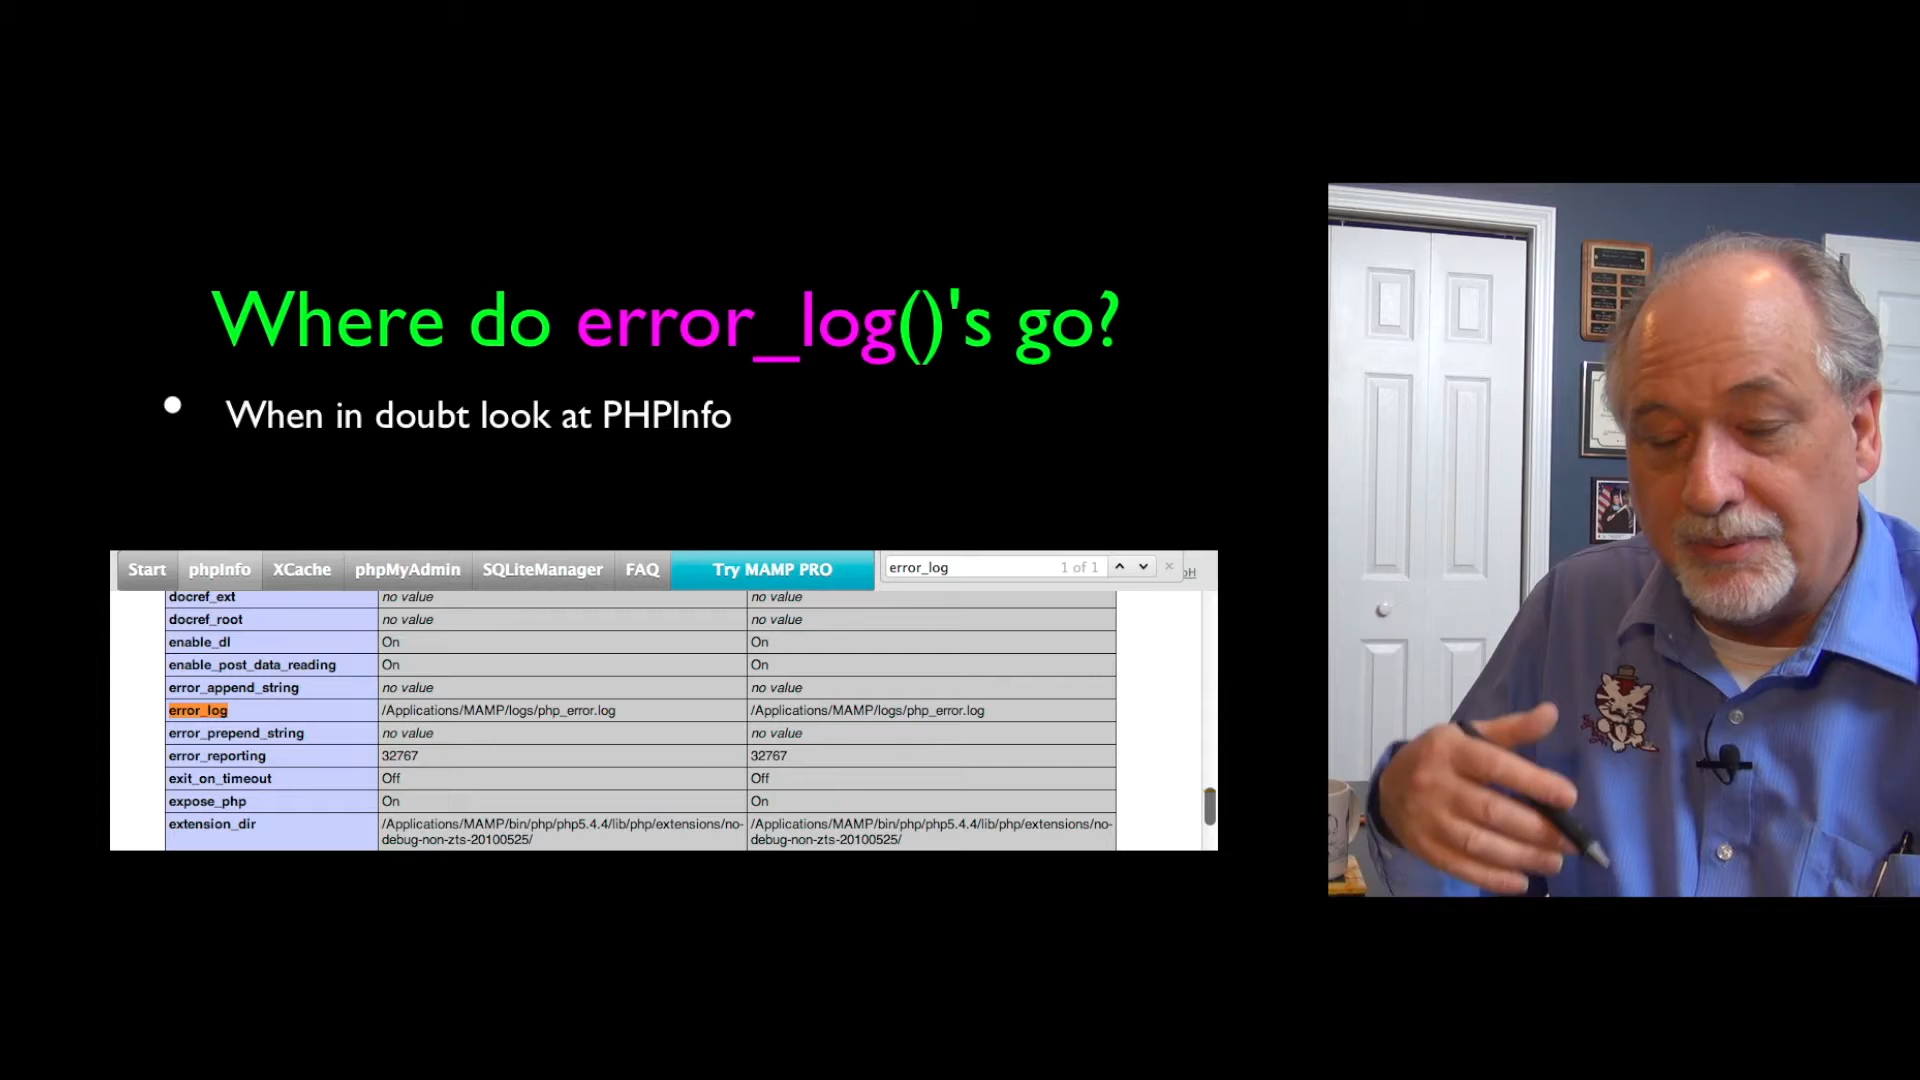 Where do error_log()'s go?
• When in doubt look at PHPInfo
Start phpInfo XCache phpMyAdmin SQLiteManager FAQ Try MAMP PRO error_log 1 of 1
docref_ext no value no value
docref_root no value no value
enable_dl On On
enable_post_data_reading On On
error_append_string no value no value
error_log /Applications/MAMP/logs/php_error.log /Applications/MAMP/logs/php_error.log
error_prepend_string no value no value
error_reporting 32767 32767
exit_on_timeout Off Off
expose_php On On
extension_dir /Applications/MAMP/bin/php/php5.4.4/lib/php/extensions/no- /Applications/MAMP/bin/php/php5.4.4/lib/php/extensions/no-
debug-non-zts-20100525/ debug-non-zts-20100525/